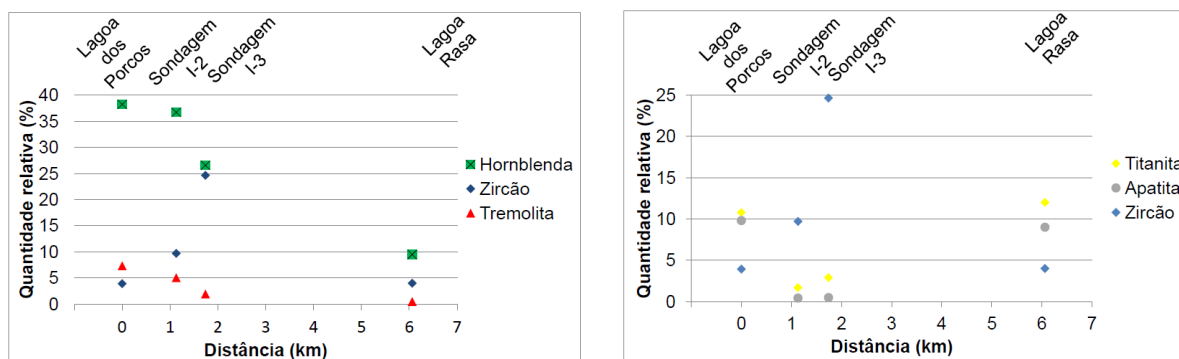 Lagoa
dos
Porcos
Sondagem
I-2
Sondagem
I-3
Lagoa
Rasa
Quantidade relativa (%)
40
35
30
25
20
15
10
5
0
0 1 2 3 4 5 6 7
Distância (km)
Hornblenda
Zircão
Tremolita
Lagoa
dos
Porcos
Sondagem
I-2
Sondagem
I-3
Lagoa
Rasa
Quantidade relativa (%)
25
20
15
10
5
0
0 1 2 3 4 5 6 7
Distância (km)
Titanita
Apatita
Zircão